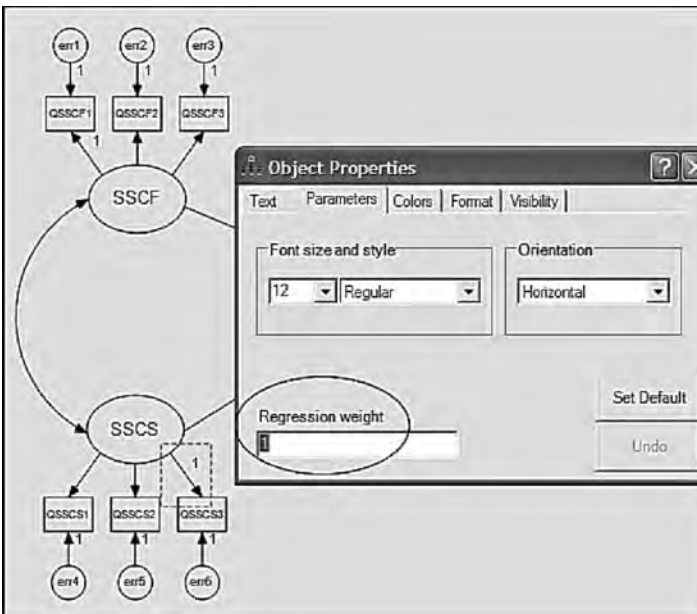 err1 err2 err3
1 1 1
QSSCF1 QSSCF2 QSSCF3
1
SSCF
Object Properties
Text Parameters Colors Format Visibility
Font size and style
12 Regular
Orientation
Horizontal
Regression weight
1
Set Default
Undo
SSCS
1
QSSCS1 QSSCS2 QSSCS3
1 1 1
err4 err5 err6